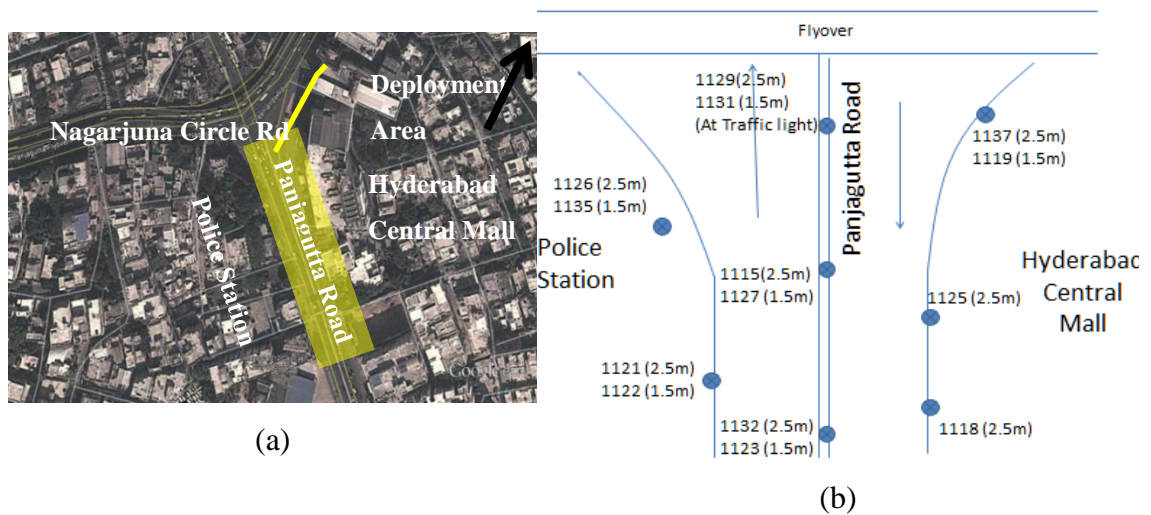 Deployment
Area
Nagarjuna Circle Rd
Hyderabad
Central Mall
Police Station
Panjagutta Road
Google
(a)
Flyover
1129(2.5m)
1131 (1.5m)
(At Traffic light)
Panjagutta Road
1137 (2.5m)
1119 (1.5m)
1126 (2.5m)
1135 (1.5m)
Police
Station
1115(2.5m)
1127 (1.5m)
Hyderabad
Central
Mall
1125 (2.5m)
1121 (2.5m)
1122 (1.5m)
1132 (2.5m)
1123 (1.5m)
1118 (2.5m)
(b)